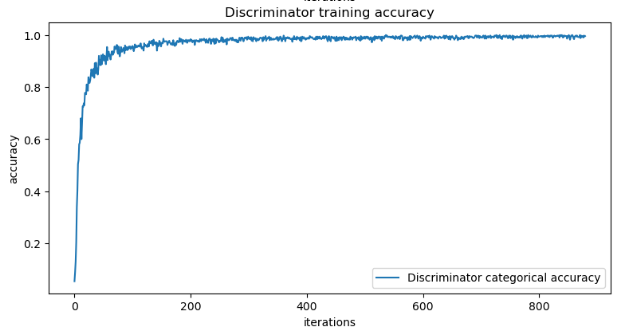 iterations
Discriminator training accuracy
1.0
0.8
0.6
0.4
0.2
accuracy
Discriminator categorical accuracy
0 200 400 600 800
iterations